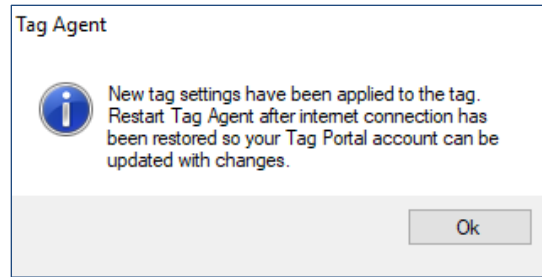 Tag Agent
New tag settings have been applied to the tag.
Restart Tag Agent after internet connection has
been restored so your Tag Portal account can be
updated with changes.
Ok